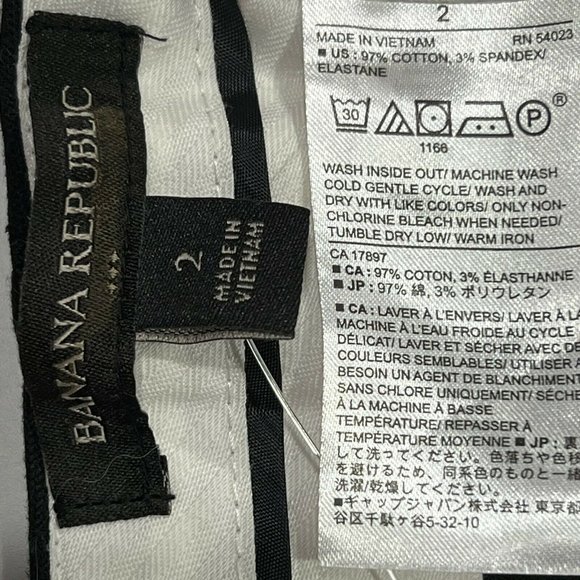 BANANA REPUBLIC
2
MADE IN
VIETNAM
2
MADE IN VIETNAM RN 54023
■ US : 97% COTTON, 3% SPANDEX/
ELASTANE
30 P ®
1166
WASH INSIDE OUT/ MACHINE WASH
COLD GENTLE CYCLE/ WASH AND
DRY WITH LIKE COLORS/ ONLY NON-
CHLORINE BLEACH WHEN NEEDED/
TUMBLE DRY LOW/ WARM IRON
CA 17897
■ CA : 97% COTON, 3% ÉLASTHANNE
■ JP : 97% 綿, 3% ポリウレタン
■ CA : LAVER À L'ENVERS/ LAVER À LA
MACHINE À L'EAU FROIDE AU CYCLE
DÉLICAT/ LAVER ET SÉCHER AVEC DE
COULEURS SEMBLABLES/ UTILISER
BESOIN UN AGENT DE BLANCHIMENT
SANS CHLORE UNIQUEMENT/ SÉCHE
À LA MACHINE À BASSE
TEMPÉRATURE/ REPASSER À
TEMPÉRATURE MOYENNE ■ JP : 裏
して洗ってください。色落ちや色移
を避けるため、同系色のものと一緒
洗濯/乾燥してください。
■ ギャップジャパン株式会社 東京都
谷区千駄ヶ谷5-32-10